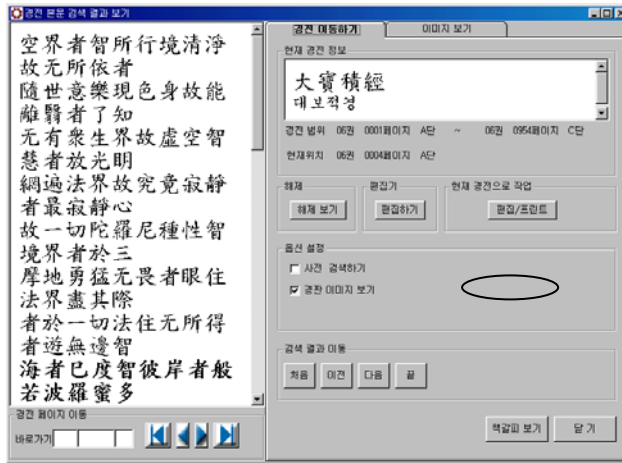 경전 본문 검색 결과 보기
空界者智所行境清淨
故无所依者
隨世意樂現色身故能
離翳者了知
无有衆生界故虛空智
慧者放光明
網遍法界故究竟寂靜
者最寂靜心
故一切陀羅尼種性智
境界者於三
摩地勇猛无畏者眼住
法界盡其際
者於一切法住无所得
者遊無邊智
海者已度智彼岸者般
若波羅蜜多
경전 페이지 이동
바로가기
경전 이동하기
이미지 보기
현재 경전 정보
大寶積經
대보적경
경전 범위 06권 0001페이지 A단 ~ 06권 0954페이지 C단
현재위치 06권 0004페이지 A단
해제
해제 보기
편집기
편집하기
현재 경전으로 작업
편집/프린트
옵션 설정
사전 검색하기
경판 이미지 보기
검색 결과 이동
처음 이전 다음 끝
책갈피 보기 닫 기